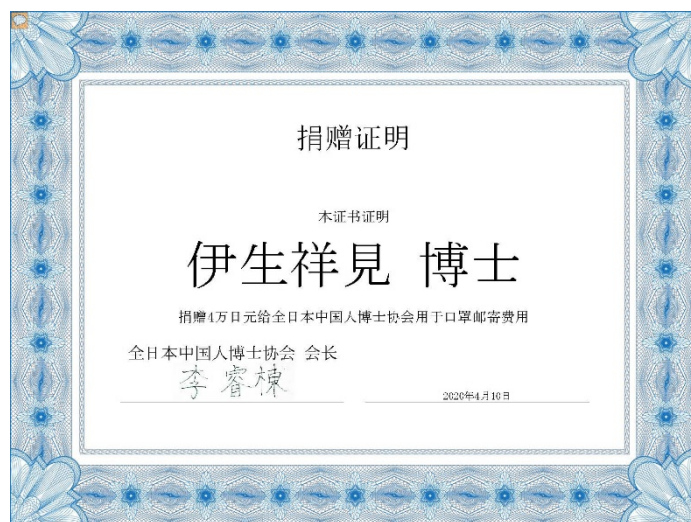 捐赠证明
本证书证明
伊生祥見 博士
捐赠4万日元给全日本中国人博士协会用于口罩邮寄费用
全日本中国人博士协会 会长
李睿棟
2020年4月10日